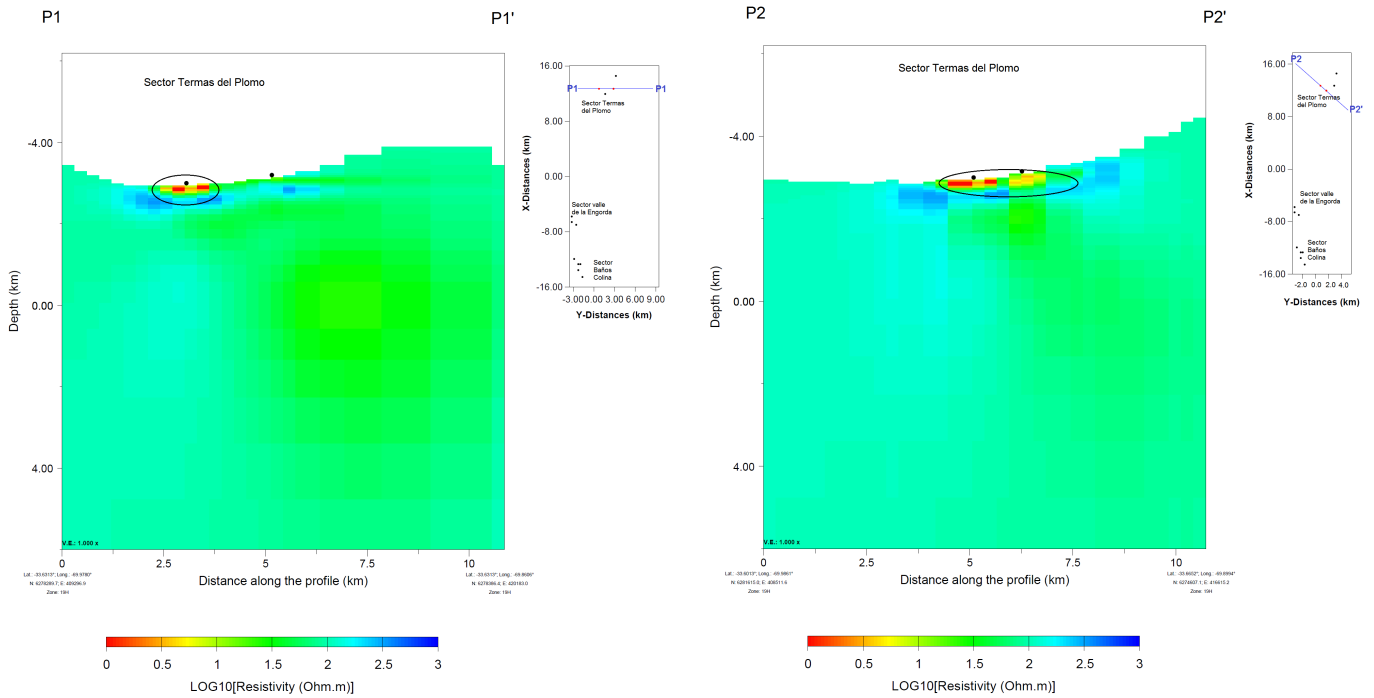 P1
P1'
Sector Termas del Plomo
-4.00
0.00
4.00
Depth (km)
V.E.: 1.000 x
0
2.5
5
7.5
10
Distance along the profile (km)
Zone: 19H
Zone: 19H
0
0.5
1
1.5
2
2.5
3
LOG10[Resistivity (Ohm.m)]
16.00
8.00
0.00
-8.00
-16.00
X-Distances (km)
P1
P1
Sector Termas
del Plomo
Sector valle
de la Engorda
Sector
Baños
Colina
-3.00
0.00
3.00
6.00
9.00
Y-Distances (km)
P2
P2'
Sector Termas del Plomo
-4.00
0.00
4.00
Depth (km)
V.E.: 1.000 x
0
2.5
5
7.5
10
Distance along the profile (km)
Zone: 19H
Zone: 19H
0
0.5
1
1.5
2
2.5
3
LOG10[Resistivity (Ohm.m)]
16.00
8.00
0.00
-8.00
-16.00
X-Distances (km)
P2
P2'
Sector Termas
del Plomo
Sector valle
de la Engorda
Sector
Baños
Colina
-2.0
0.0
2.0
4.0
Y-Distances (km)